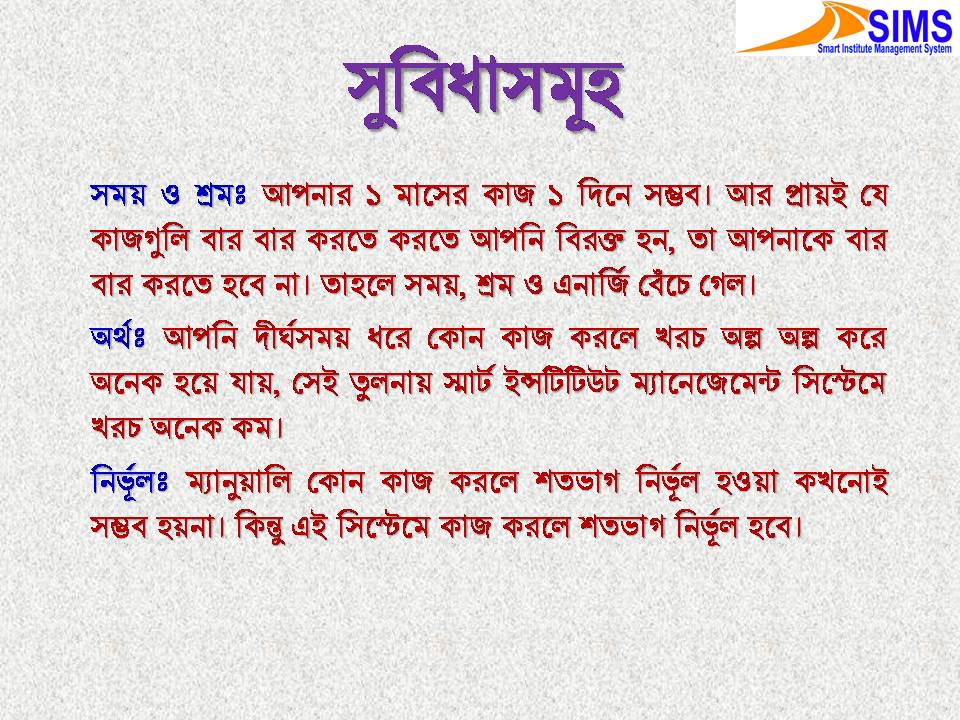 SIMS
Smart Institute Management System
সুবিধাসমূহ
সময় ও শ্রমঃ আপনার ১ মাসের কাজ ১ দিনে সম্ভব। আর প্রায়ই যে
কাজগুলি বার বার করতে করতে আপনি বিরক্ত হন, তা আপনাকে বার
বার করতে হবে না। তাহলে সময়, শ্রম ও এনার্জি বেঁচে গেল।
অর্থঃ আপনি দীর্ঘসময় ধরে কোন কাজ করলে খরচ অল্প অল্প করে
অনেক হয়ে যায়, সেই তুলনায় স্মার্ট ইন্সটিটিউট ম্যানেজেমেন্ট সিস্টেমে
খরচ অনেক কম।
নির্ভূলঃ ম্যানুয়ালি কোন কাজ করলে শতভাগ নির্ভূল হওয়া কখনোই
সম্ভব হয়না। কিন্তু এই সিস্টেমে কাজ করলে শতভাগ নির্ভূল হবে।